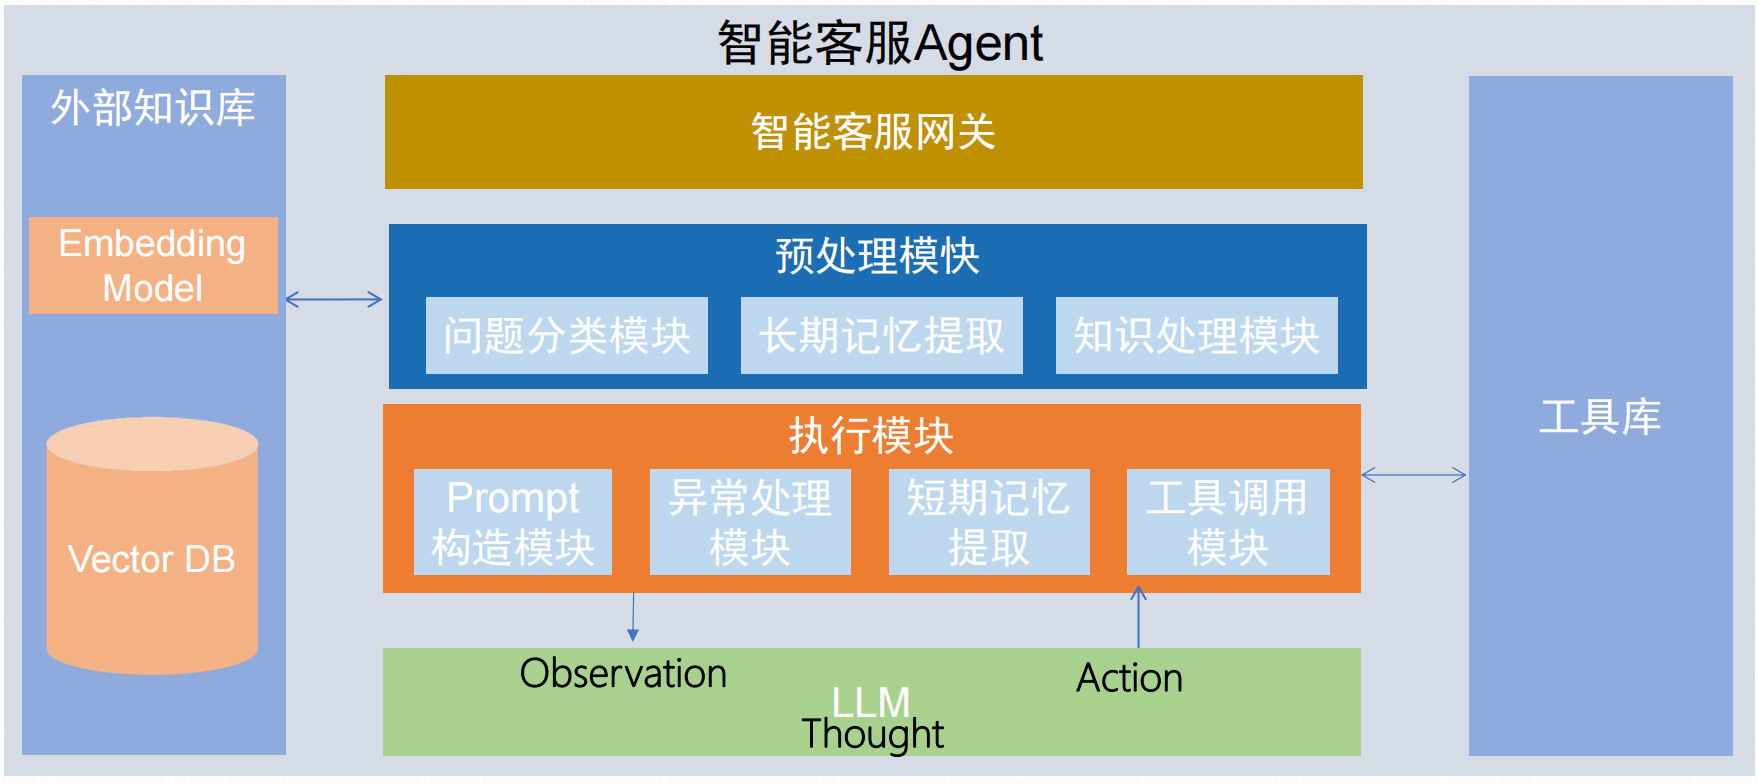 智能客服Agent
外部知识库
Embedding
Model
Vector DB
智能客服网关
预处理模快
问题分类模块
长期记忆提取
知识处理模块
执行模块
Prompt
构造模块
异常处理
模块
短期记忆
提取
工具调用
模块
Observation
Action
LLM
Thought
工具库